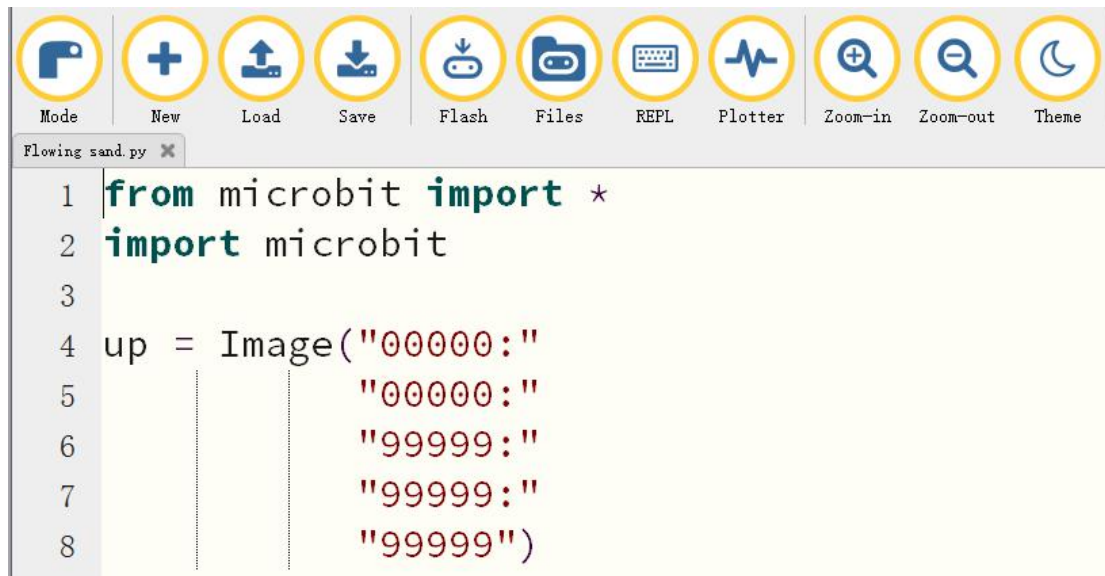 Mode New Load Save Flash Files REPL Plotter Zoom-in Zoom-out Theme
Flowing sand.py
1 from microbit import *
2 import microbit
3
4 up = Image("00000:"
5 "00000:"
6 "99999:"
7 "99999:"
8 "99999")